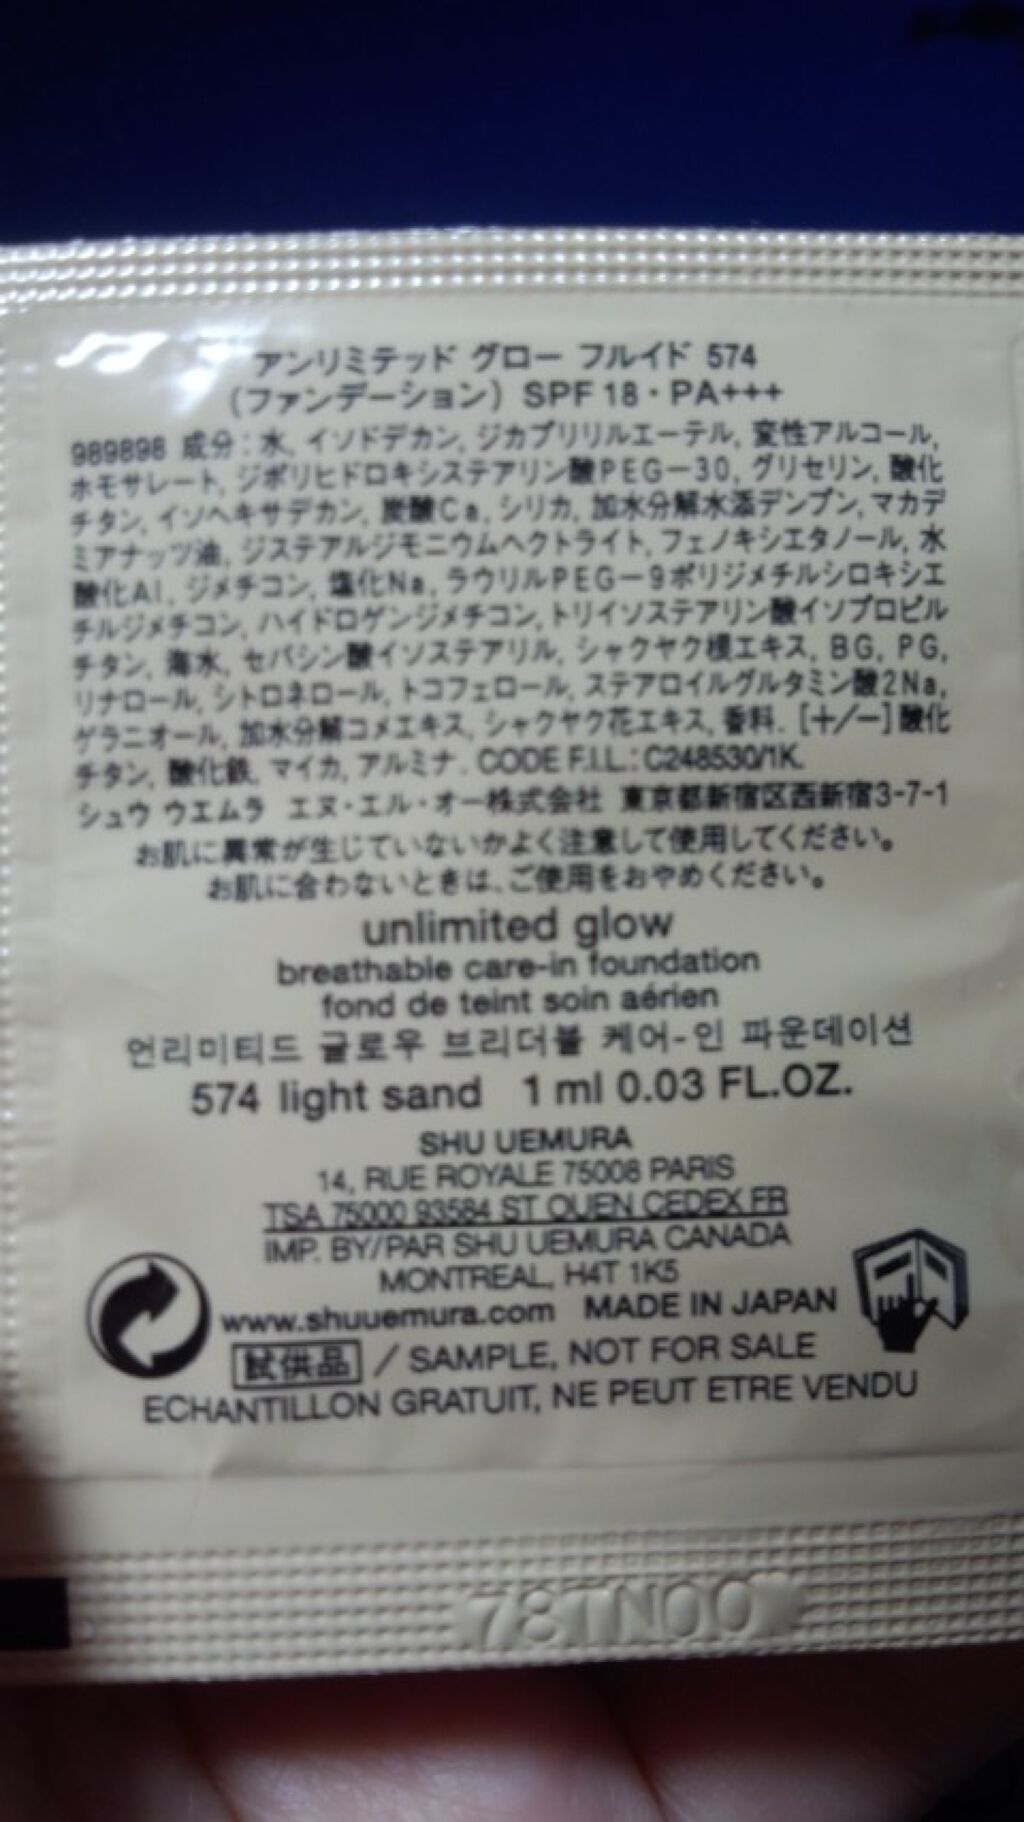 アンリミテッド グロー フルイド 574
(ファンデーション) SPF 18・PA+++
989898 成分:水, イソドデカン, ジカプリリルエーテル, 変性アルコール,
ホモサレート, ジポリヒドロキシステアリン酸PEG－30, グリセリン, 酸化
チタン, イソヘキサデカン, 炭酸Ca, シリカ, 加水分解水添デンプン, マカデ
ミアナッツ油, ジステアルジモニウムヘクトライト, フェノキシエタノール, 水
酸化Al, ジメチコン, 塩化Na, ラウリルPEG－9ポリジメチルシロキシエ
チルジメチコン, ハイドロゲンジメチコン, トリイソステアリン酸イソプロピル
チタン, 海水, セバシン酸イソステアリル, シャクヤク根エキス, BG, PG,
リナロール, シトロネロール, トコフェロール, ステアロイルグルタミン酸2Na,
ゲラニオール, 加水分解コメエキス, シャクヤク花エキス, 香料. [+/－] 酸化
チタン, 酸化鉄, マイカ, アルミナ. CODE F.I.L.: C248530/1K.
シュウ ウエムラ エヌ・エル・オー株式会社 東京都新宿区西新宿3-7-1
お肌に異常が生じていないかよく注意して使用してください。
お肌に合わないときは、ご使用をおやめください。
unlimited glow
breathable care-in foundation
fond de teint soin aérien
언리미티드 글로우 브리더블 케어-인 파운데이션
574 light sand 1 ml 0.03 FL.OZ.
SHU UEMURA
14, RUE ROYALE 75008 PARIS
TSA 75000 93584 ST OUEN CEDEX FR
IMP. BY/PAR SHU UEMURA CANADA
MONTREAL, H4T 1K5
www.shuuemura.com MADE IN JAPAN
試供品 / SAMPLE, NOT FOR SALE
ECHANTILLON GRATUIT, NE PEUT ETRE VENDU
78TN00